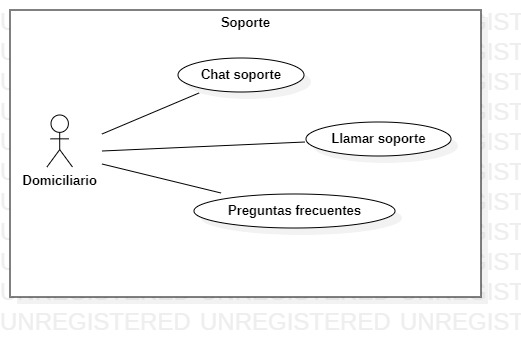 Soporte
Chat soporte
Llamar soporte
Domiciliario
Preguntas frecuentes
UNREGISTERED UNREGISTERED UNREGIST